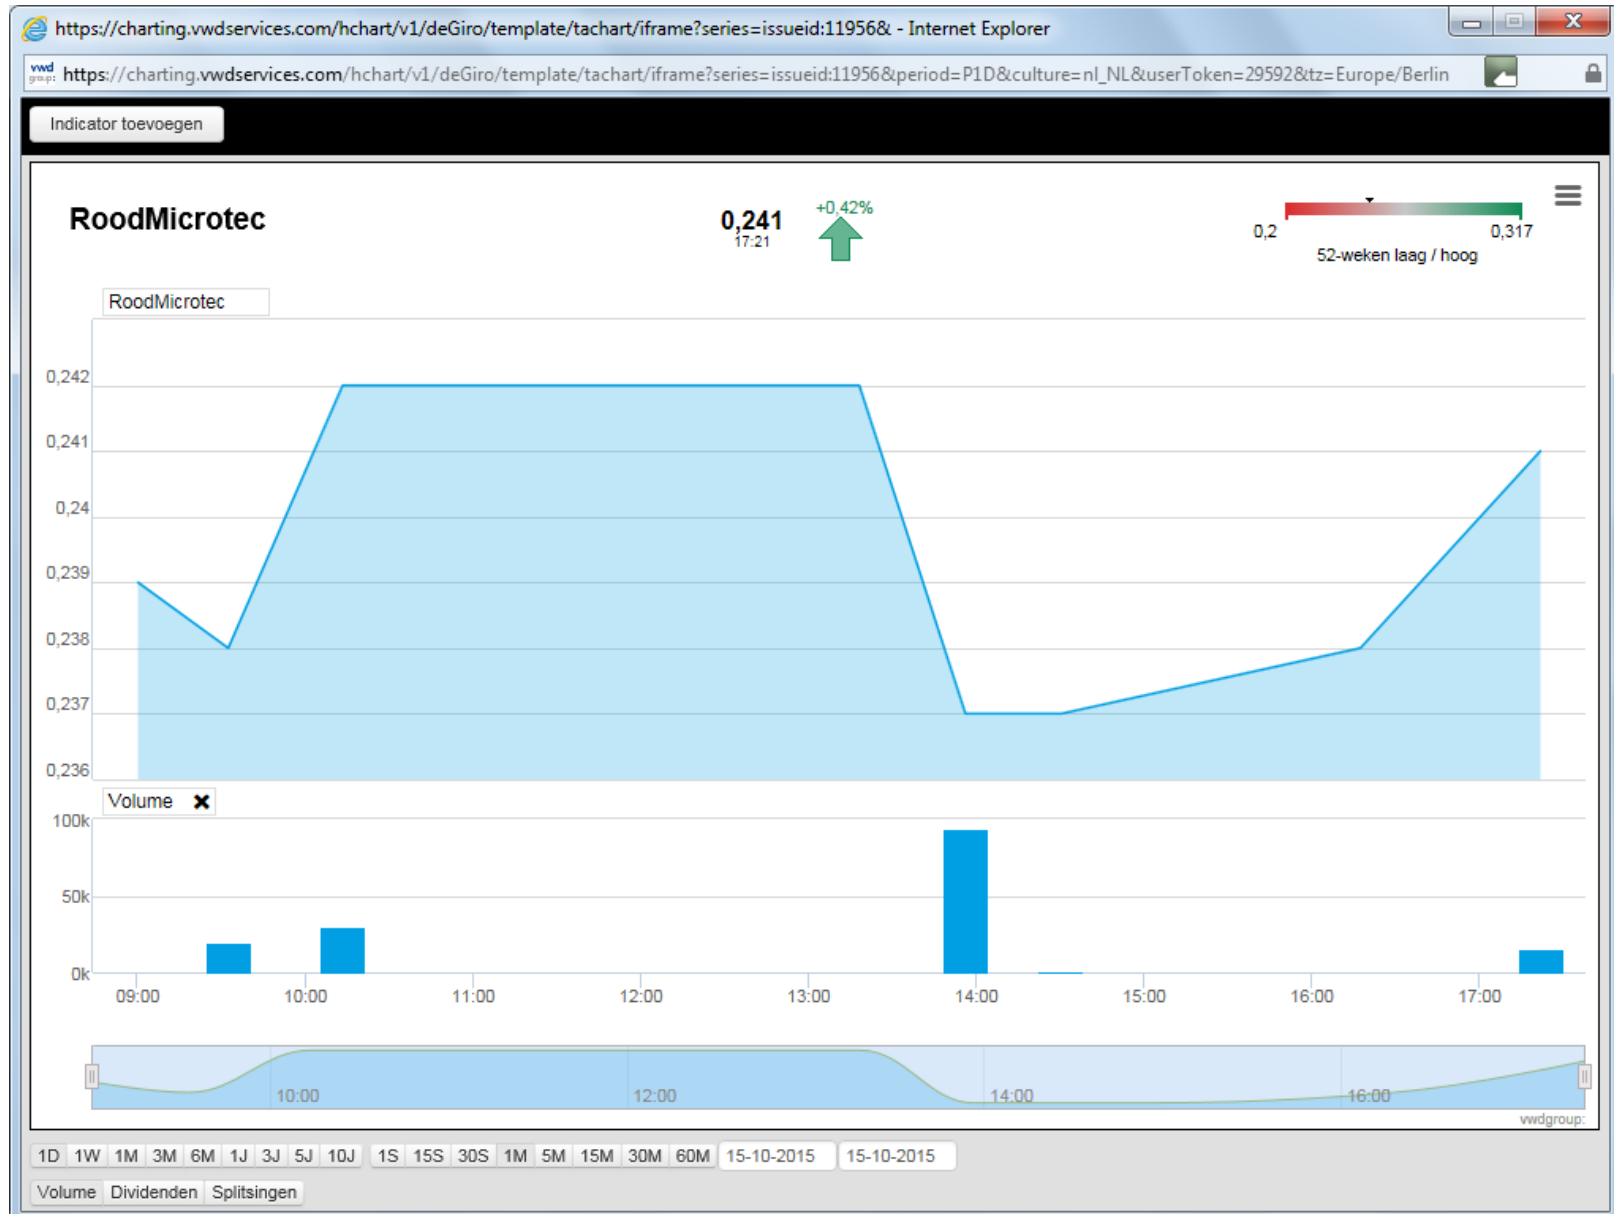 https://charting.vwdservices.com/hchart/v1/deGiro/template/tachart/iframe?series=issueid:11956& - Internet Explorer
vwd group: https://charting.vwdservices.com/hchart/v1/deGiro/template/tachart/iframe?series=issueid:11956&period=P1D&culture=nl_NL&userToken=29592&tz=Europe/Berlin
Indicator toevoegen
RoodMicrotec
0,241
17:21
+0,42%
0,2 0,317
52-weken laag / hoog
RoodMicrotec
0,242
0,241
0,24
0,239
0,238
0,237
0,236
Volume
100k
50k
0k
09:00 10:00 11:00 12:00 13:00 14:00 15:00 16:00 17:00
10:00 12:00 14:00 16:00
vwdgroup:
1D 1W 1M 3M 6M 1J 3J 5J 10J 1S 15S 30S 1M 5M 15M 30M 60M 15-10-2015 15-10-2015
Volume Dividenden Splitsingen